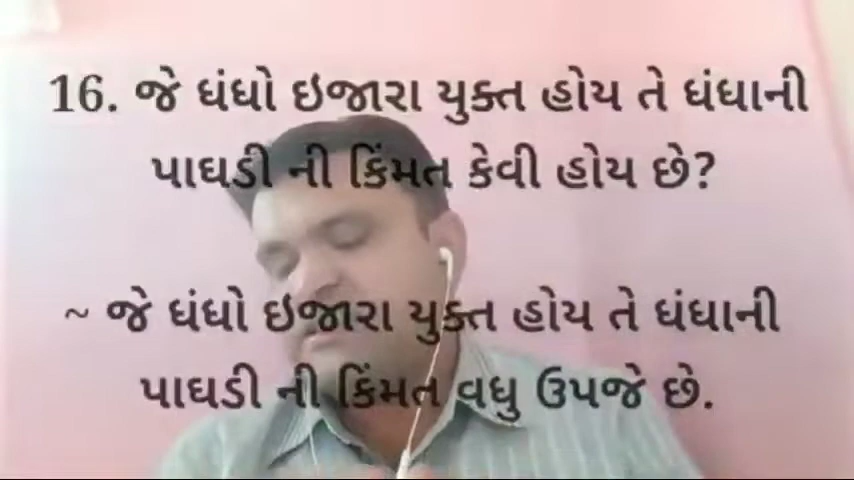 16. જે ધંધો ઇજારા યુક્ત હોય તે ધંધાની
પાઘડી ની કિંમત કેવી હોય છે?
~ જે ધંધો ઇજારા યુક્ત હોય તે ધંધાની
પાઘડી ની કિંમત વધુ ઉપજે છે.